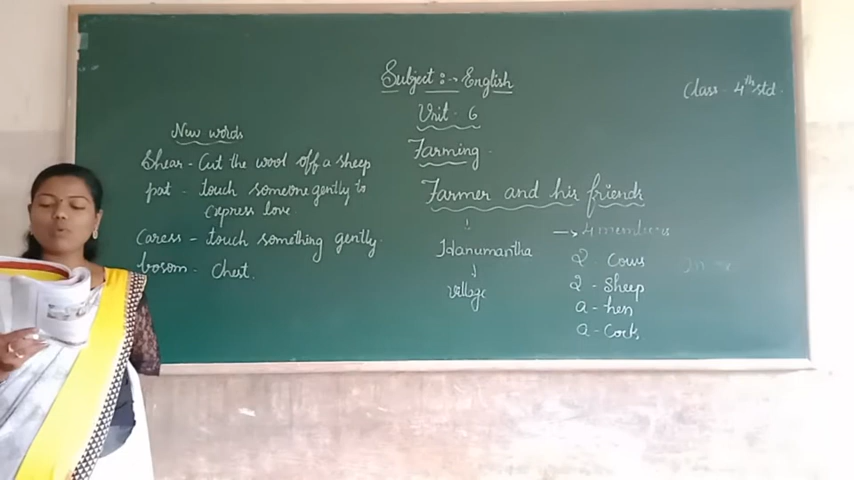 Subject :- English
Class - 4th std.
Unit - 6
New words
Farming -
Shear - Cut the wool off a sheep
pat - touch someone gently to
express love
Caress - touch something gently.
bosom - Chest.
Farmer and his friends
Hanumantha
village
→ 4 members
2 - Cows
2 - Sheep
a - hen
a - Cock